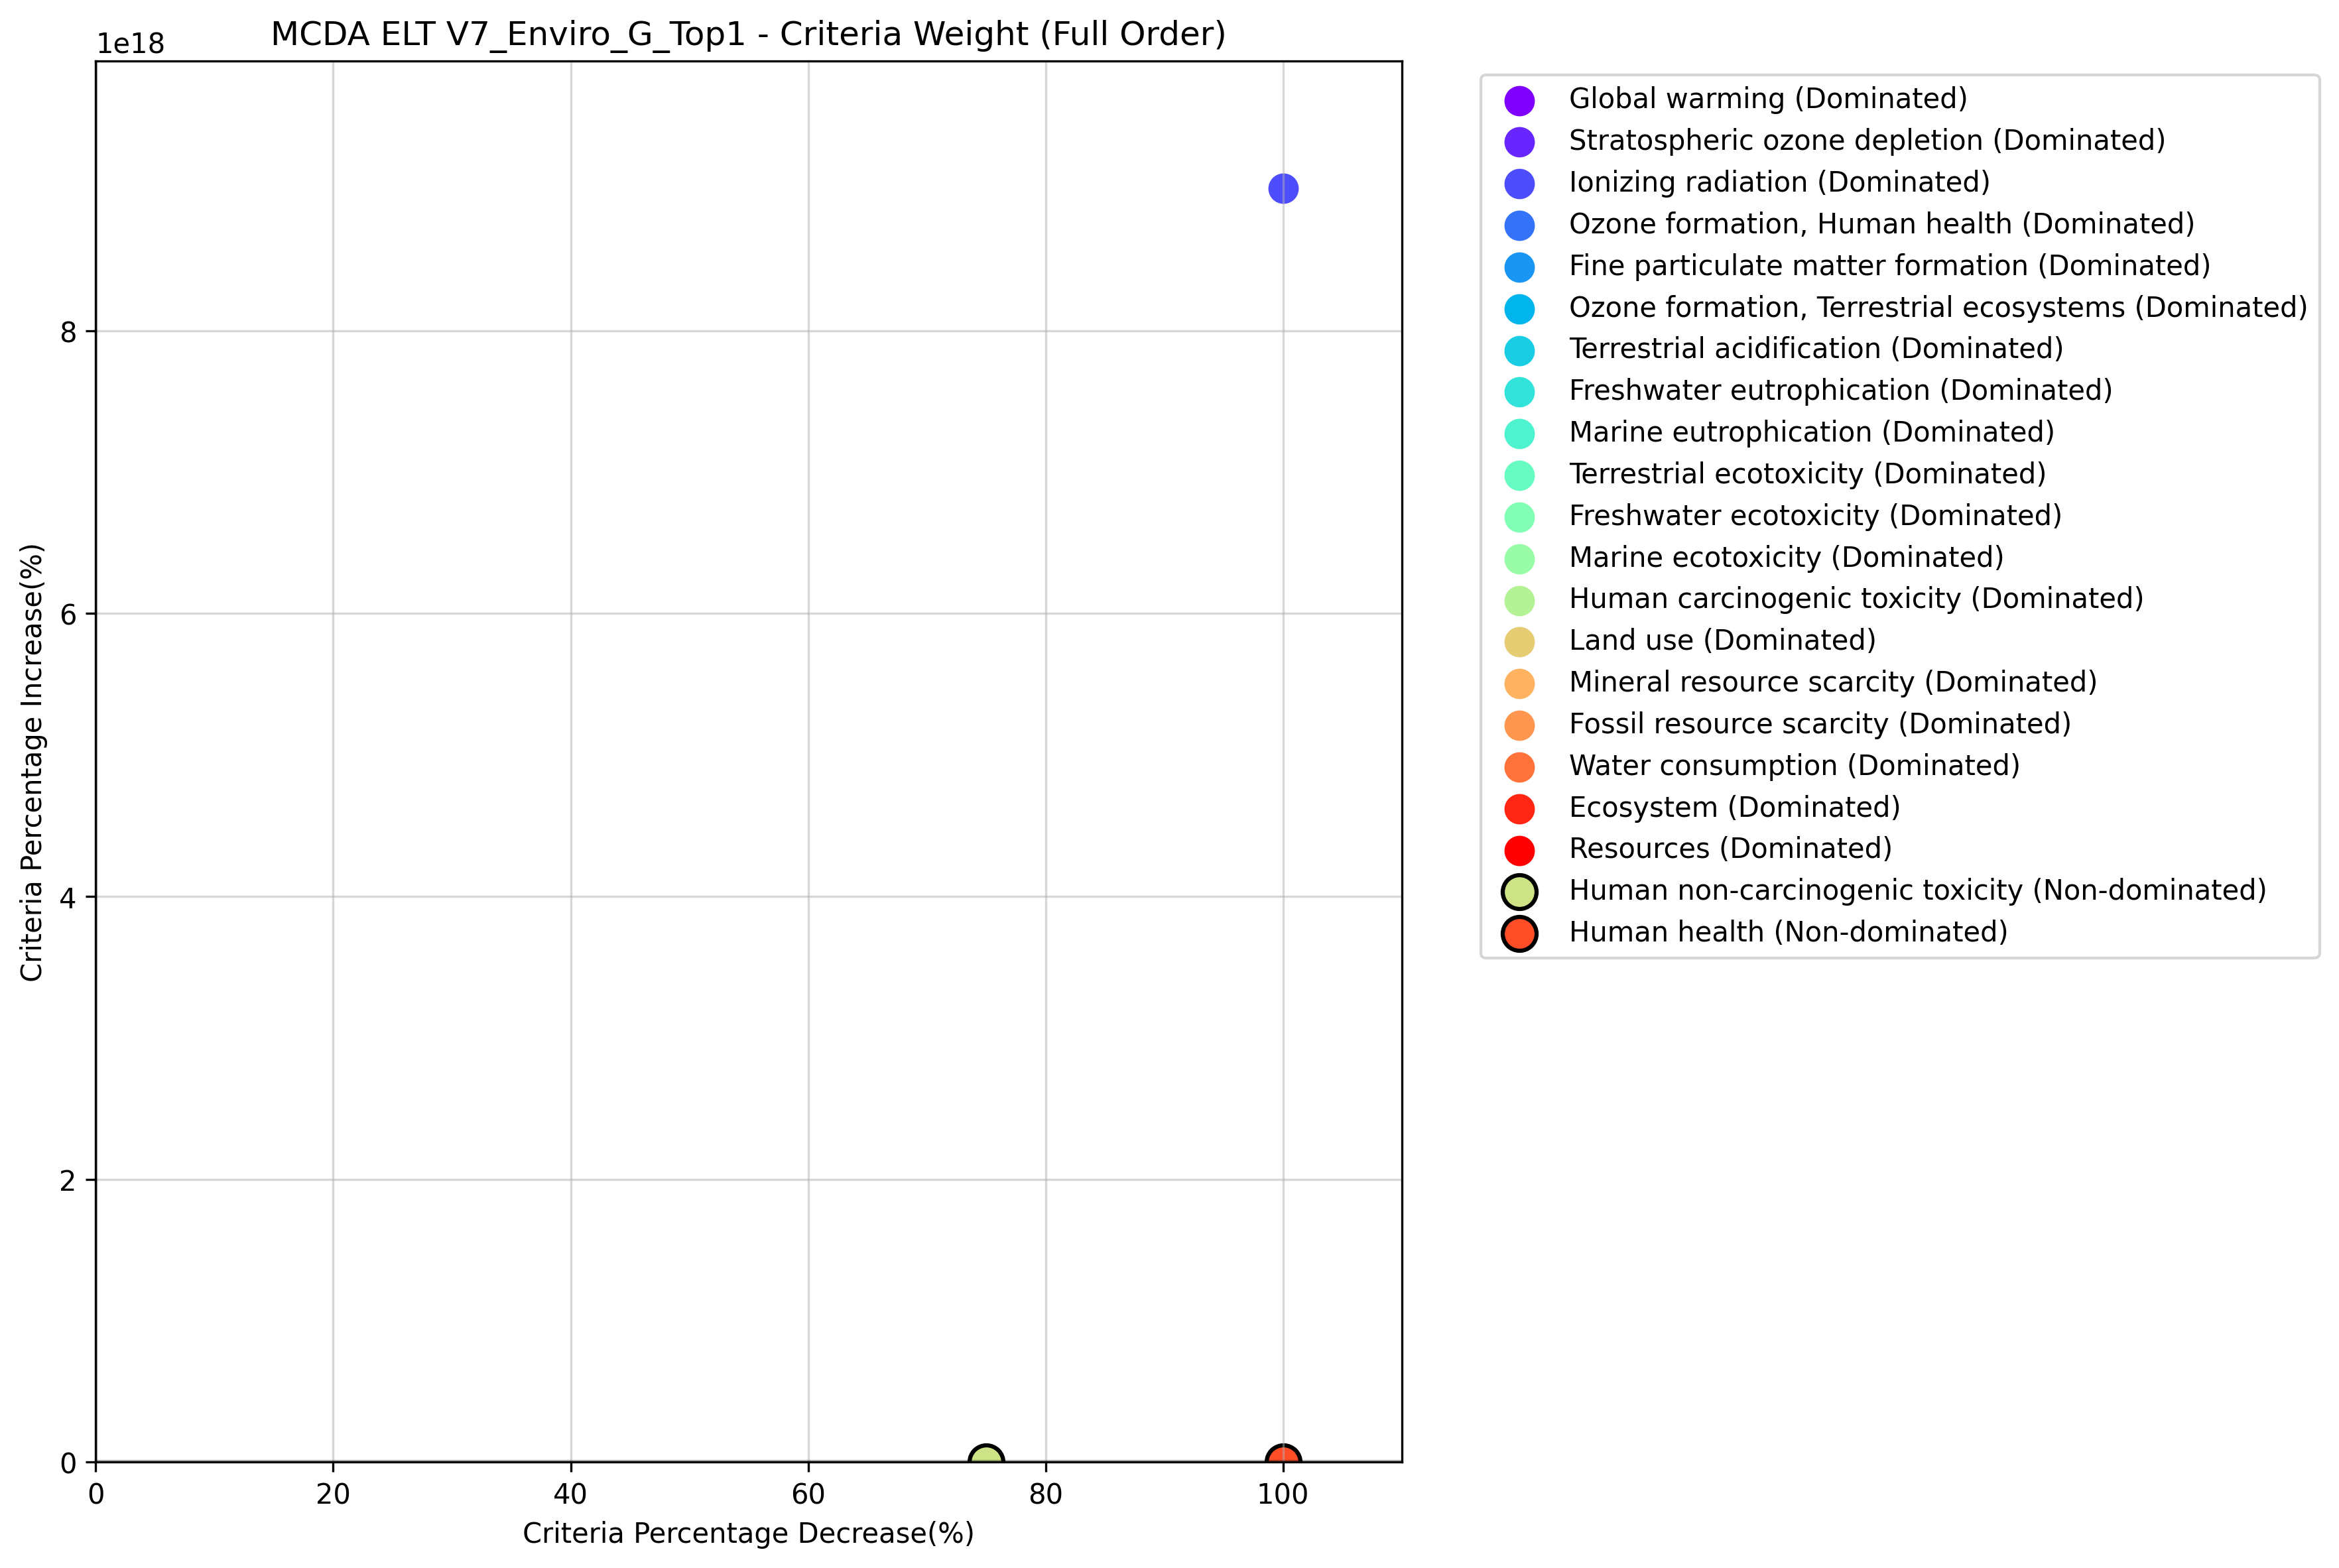 MCDA ELT V7_Enviro_G_Top1 - Criteria Weight (Full Order)
1e18
8
6
4
2
0
Criteria Percentage Increase(%)
0 20 40 60 80 100
Criteria Percentage Decrease(%)
Global warming (Dominated)
Stratospheric ozone depletion (Dominated)
Ionizing radiation (Dominated)
Ozone formation, Human health (Dominated)
Fine particulate matter formation (Dominated)
Ozone formation, Terrestrial ecosystems (Dominated)
Terrestrial acidification (Dominated)
Freshwater eutrophication (Dominated)
Marine eutrophication (Dominated)
Terrestrial ecotoxicity (Dominated)
Freshwater ecotoxicity (Dominated)
Marine ecotoxicity (Dominated)
Human carcinogenic toxicity (Dominated)
Land use (Dominated)
Mineral resource scarcity (Dominated)
Fossil resource scarcity (Dominated)
Water consumption (Dominated)
Ecosystem (Dominated)
Resources (Dominated)
Human non-carcinogenic toxicity (Non-dominated)
Human health (Non-dominated)